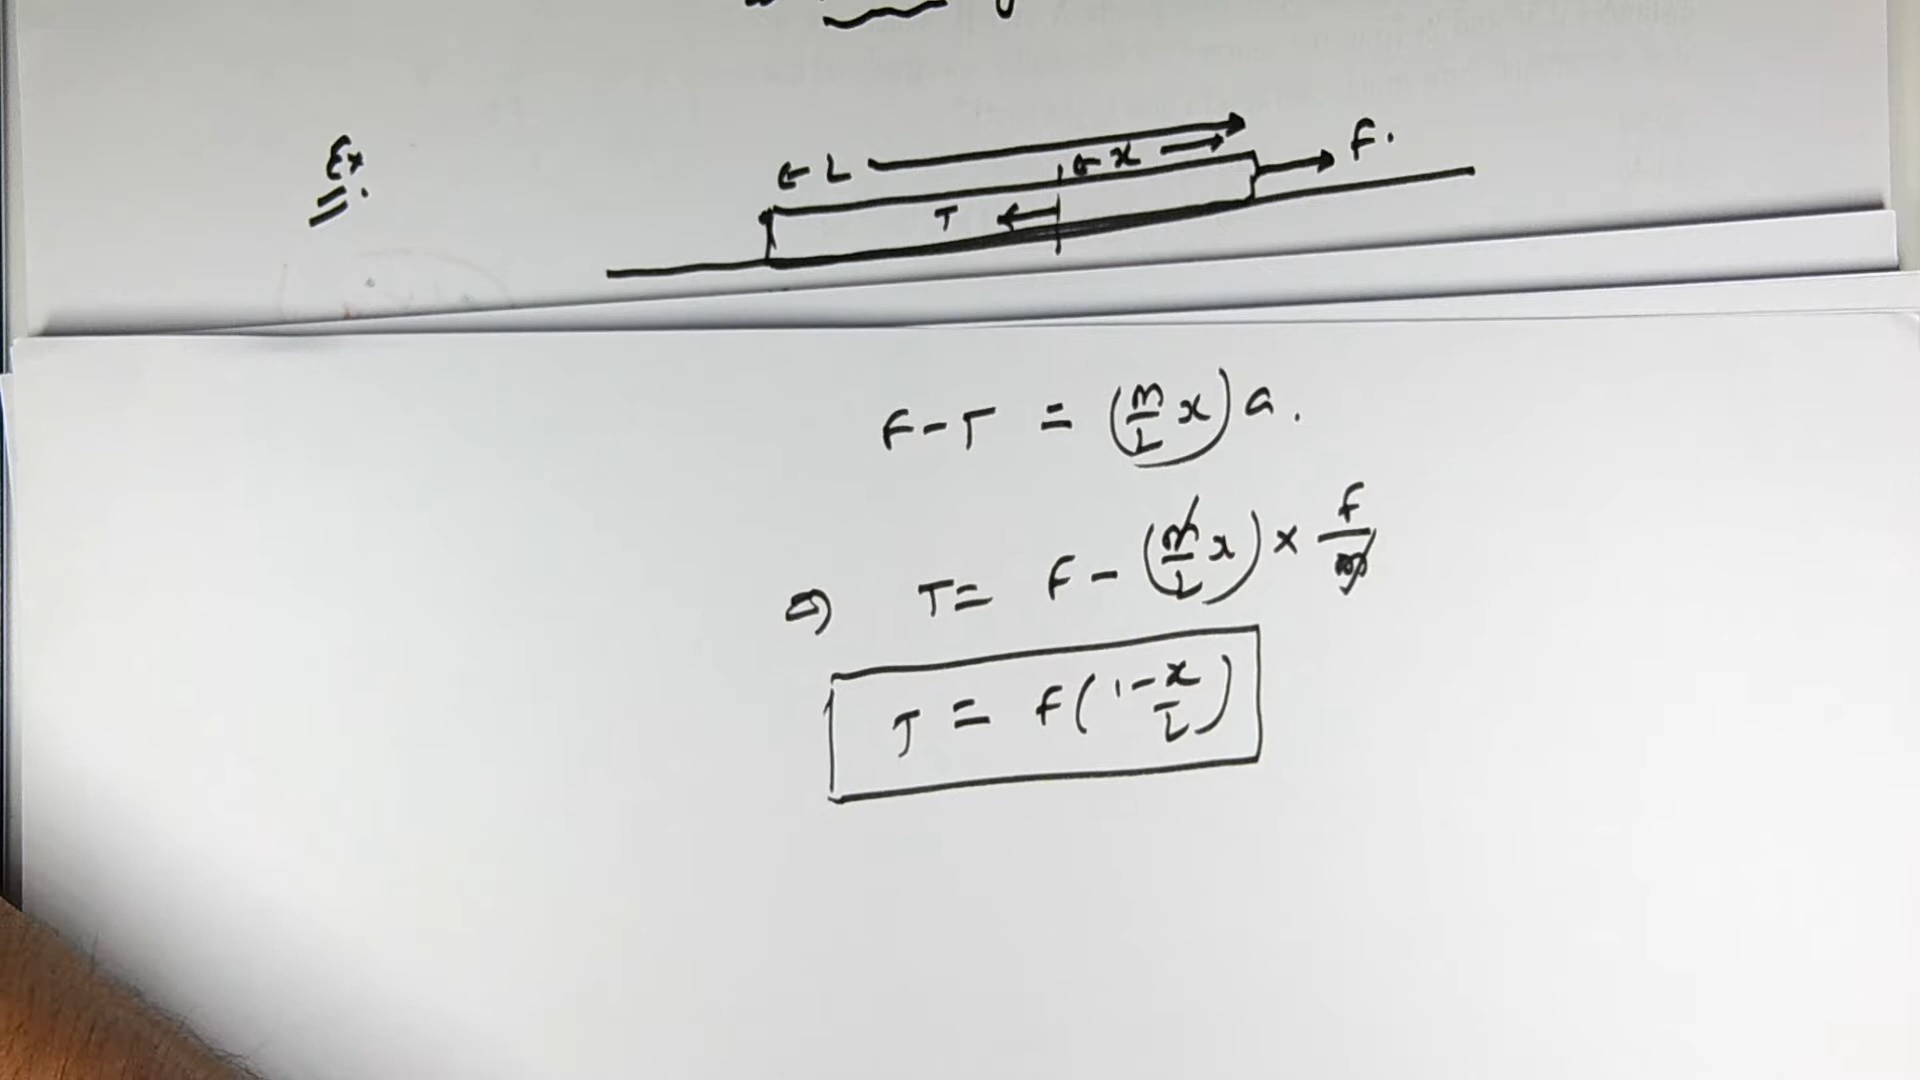 Ex.
← L → ← x → F.
T ←
F - T = (m/L x) a.
⇒ T = F - (m/L x) × F/m
T = F(1 - x/L)